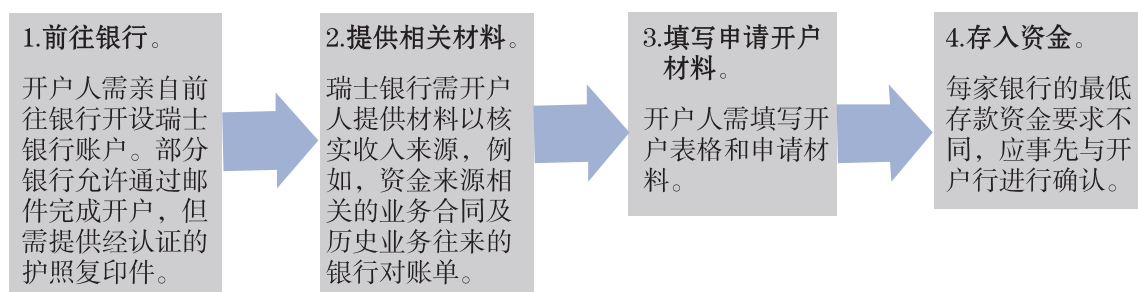 1.前往银行。
开户人需亲自前
往银行开设瑞士
银行账户。部分
银行允许通过邮
件完成开户，但
需提供经认证的
护照复印件。
2.提供相关材料。
瑞士银行需开户
人提供材料以核
实收入来源，例
如，资金来源相
关的业务合同及
历史业务往来的
银行对账单。
3.填写申请开户
材料。
开户人需填写开
户表格和申请材
料。
4.存入资金。
每家银行的最低
存款资金要求不
同，应事先与开
户行进行确认。